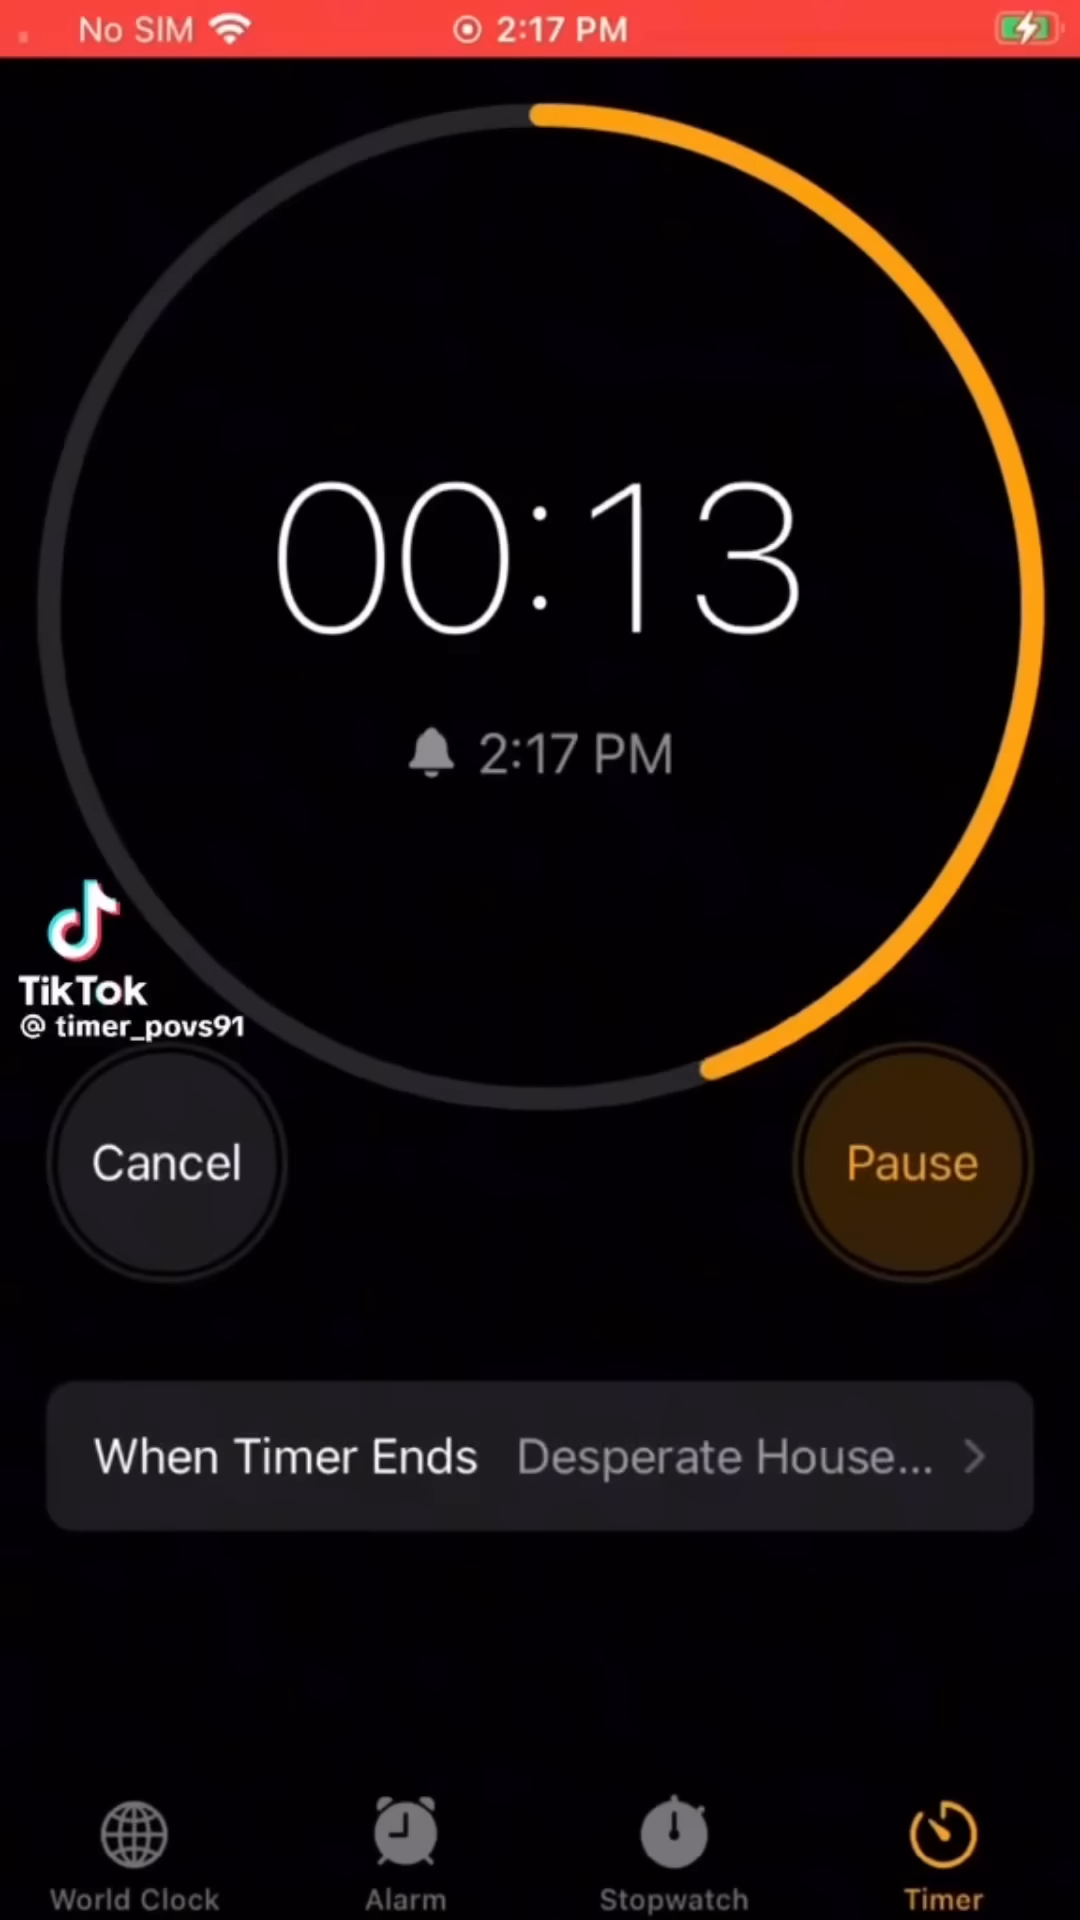 No SIM 2:17 PM
00:13
2:17 PM
TikTok
@ timer_povs91
Cancel Pause
When Timer Ends Desperate House...
World Clock Alarm Stopwatch Timer